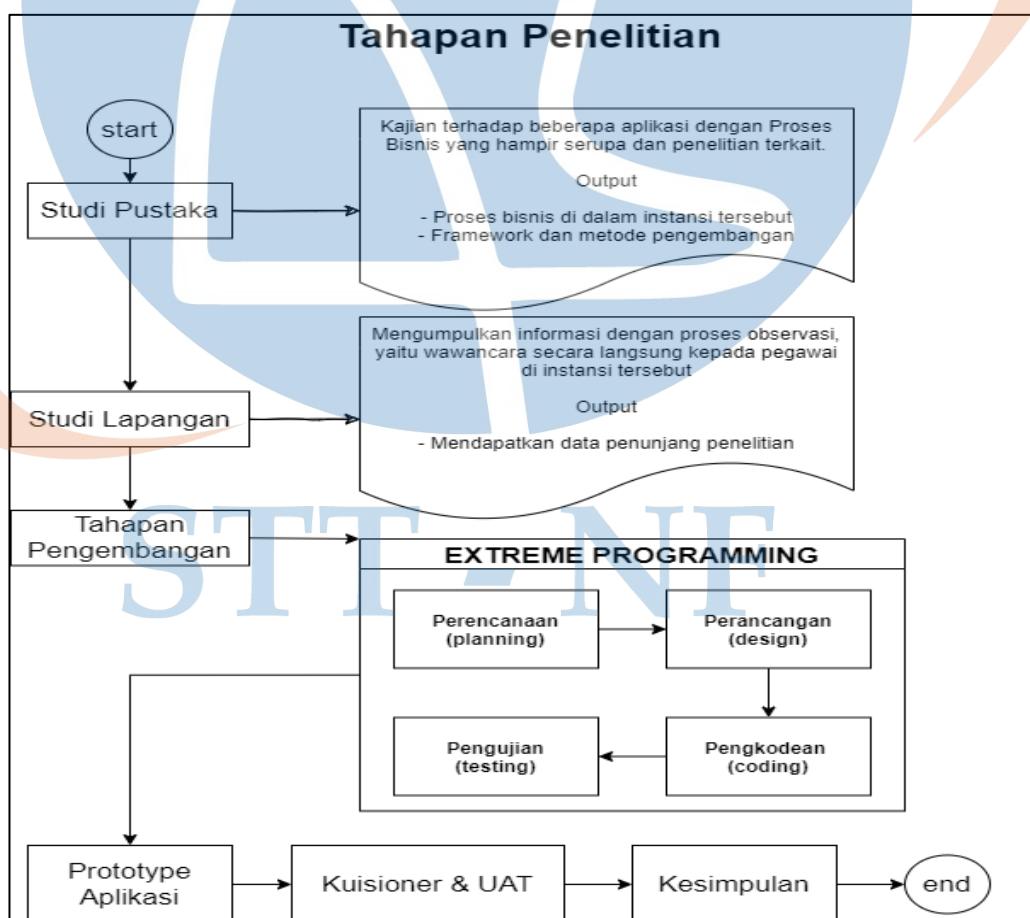 Tahapan Penelitian
start
Studi Pustaka
Kajian terhadap beberapa aplikasi dengan Proses
Bisnis yang hampir serupa dan penelitian terkait.
Output
- Proses bisnis di dalam instansi tersebut
- Framework dan metode pengembangan
Studi Lapangan
Mengumpulkan informasi dengan proses observasi,
yaitu wawancara secara langsung kepada pegawai
di instansi tersebut
Output
- Mendapatkan data penunjang penelitian
Tahapan
Pengembangan
EXTREME PROGRAMMING
Perencanaan
(planning)
Perancangan
(design)
Pengujian
(testing)
Pengkodean
(coding)
STT - NF
Prototype
Aplikasi
Kuisioner & UAT
Kesimpulan
end